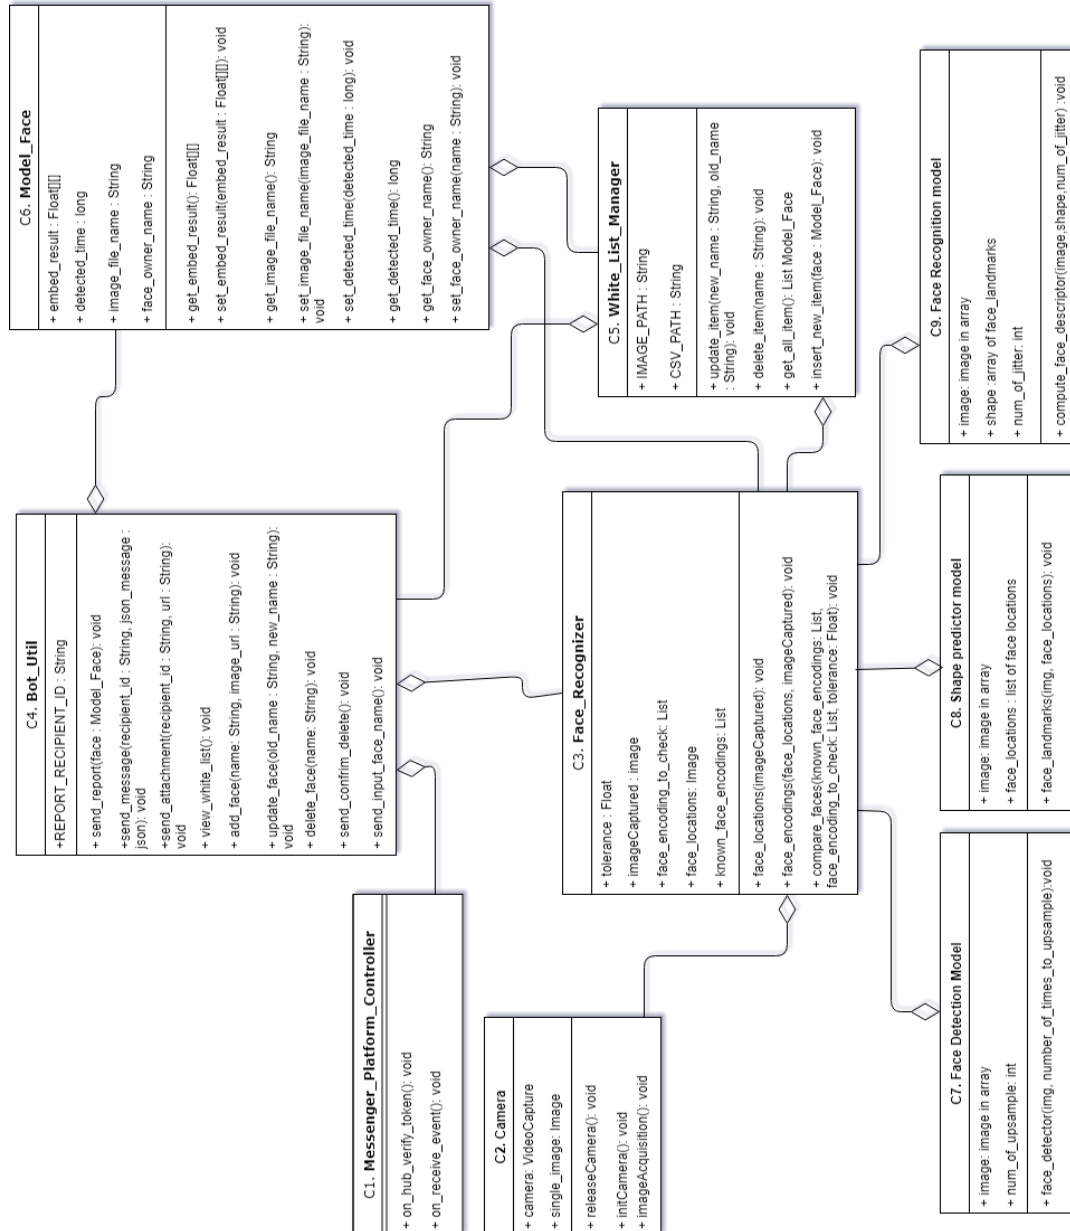 C1. Messenger_Platform_Controller
+ on_hub_verify_token(): void
+ on_receive_event(): void
C2. Camera
+ camera: VideoCapture
+ single_image: Image
+ releaseCamera(): void
+ initCamera(): void
+ imageAcquisition(): void
C4. Bot_Util
+REPORT_RECIPIENT_ID : String
+ send_report(face : Model_Face): void
+send_message(recipient_id : String, json_message :
json): void
+send_attachment(recipient_id : String, url : String):
void
+ view_white_list(): void
+ add_face(name: String, image_url : String): void
+ update_face(old_name : String, new_name : String):
void
+ delete_face(name: String): void
+ send_confrim_delete(): void
+ send_input_face_name(): void
C3. Face_Recognizer
+ tolerance : Float
+ imageCaptured : image
+ face_encoding_to_check: List
+ face_locations: Image
+ known_face_encodings: List
+ face_locations(imageCaptured): void
+ face_encodings(face_locations, imageCaptured): void
+ compare_faces(known_face_encodings: List,
face_encoding_to_check: List, tolerance: Float): void
C6. Model_Face
+ embed_result : Float[][]
+ detected_time : long
+ image_file_name : String
+ face_owner_name : String
+ get_embed_result(): Float[][]
+ set_embed_result(embed_result : Float[][]): void
+ get_image_file_name(): String
+ set_image_file_name(image_file_name : String):
void
+ set_detected_time(detected_time : long): void
+ get_detected_time(): long
+ get_face_owner_name(): String
+ set_face_owner_name(name : String): void
C5. White_List_Manager
+ IMAGE_PATH : String
+ CSV_PATH : String
+ update_item(new_name : String, old_name
: String): void
+ delete_item(name : String): void
+ get_all_item(): List Model_Face
+ insert_new_item(face : Model_Face): void
C7. Face Detection Model
+ image: image in array
+ num_of_upsample: int
+ face_detector(img, number_of_times_to_upsample):void
C8. Shape predictor model
+ image: image in array
+ face_locations : list of face locations
+ face_landmarks(img, face_locations): void
C9. Face Recognition model
+ image: image in array
+ shape :array of face_landmarks
+ num_of_jitter: int
+ compute_face_descriptor(image,shape,num_of_jitter) :void